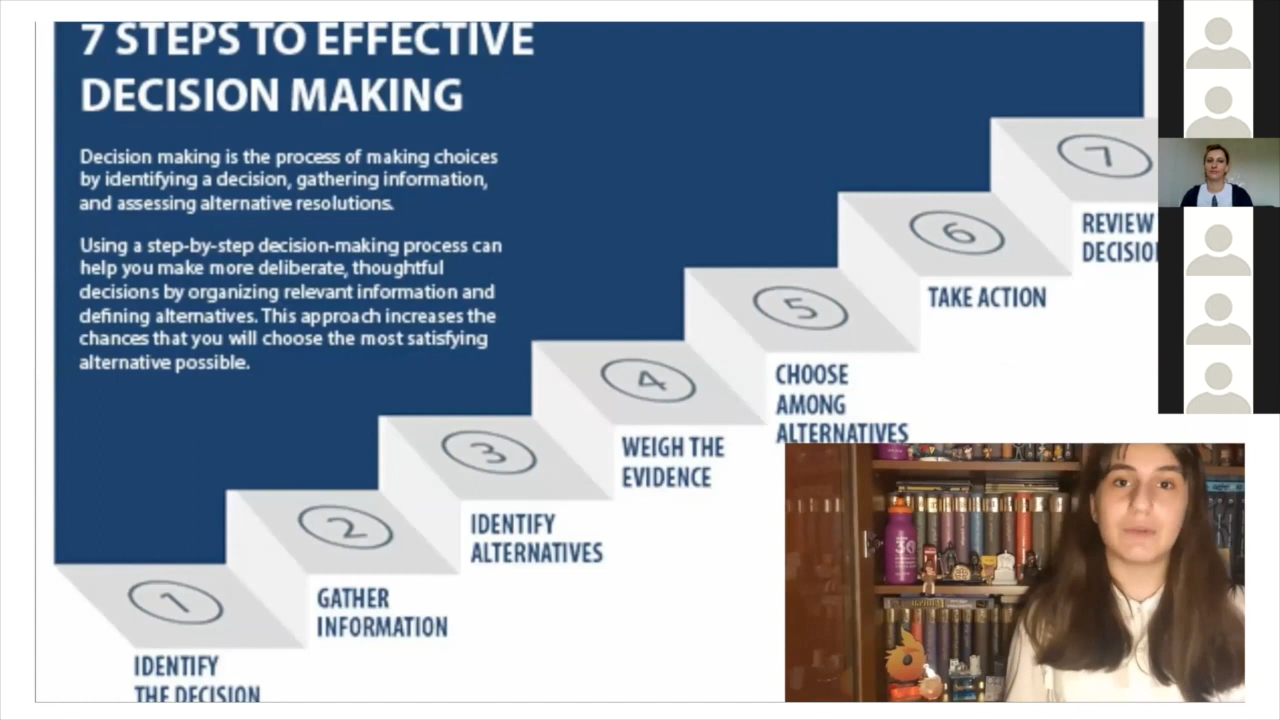 7 STEPS TO EFFECTIVE
DECISION MAKING
Decision making is the process of making choices
by identifying a decision, gathering information,
and assessing alternative resolutions.
Using a step-by-step decision-making process can
help you make more deliberate, thoughtful
decisions by organizing relevant information and
defining alternatives. This approach increases the
chances that you will choose the most satisfying
alternative possible.
1
IDENTIFY
THE DECISION
2
GATHER
INFORMATION
3
IDENTIFY
ALTERNATIVES
4
WEIGH THE
EVIDENCE
5
CHOOSE
AMONG
ALTERNATIVES
6
TAKE ACTION
7
REVIEW
DECISIO
30